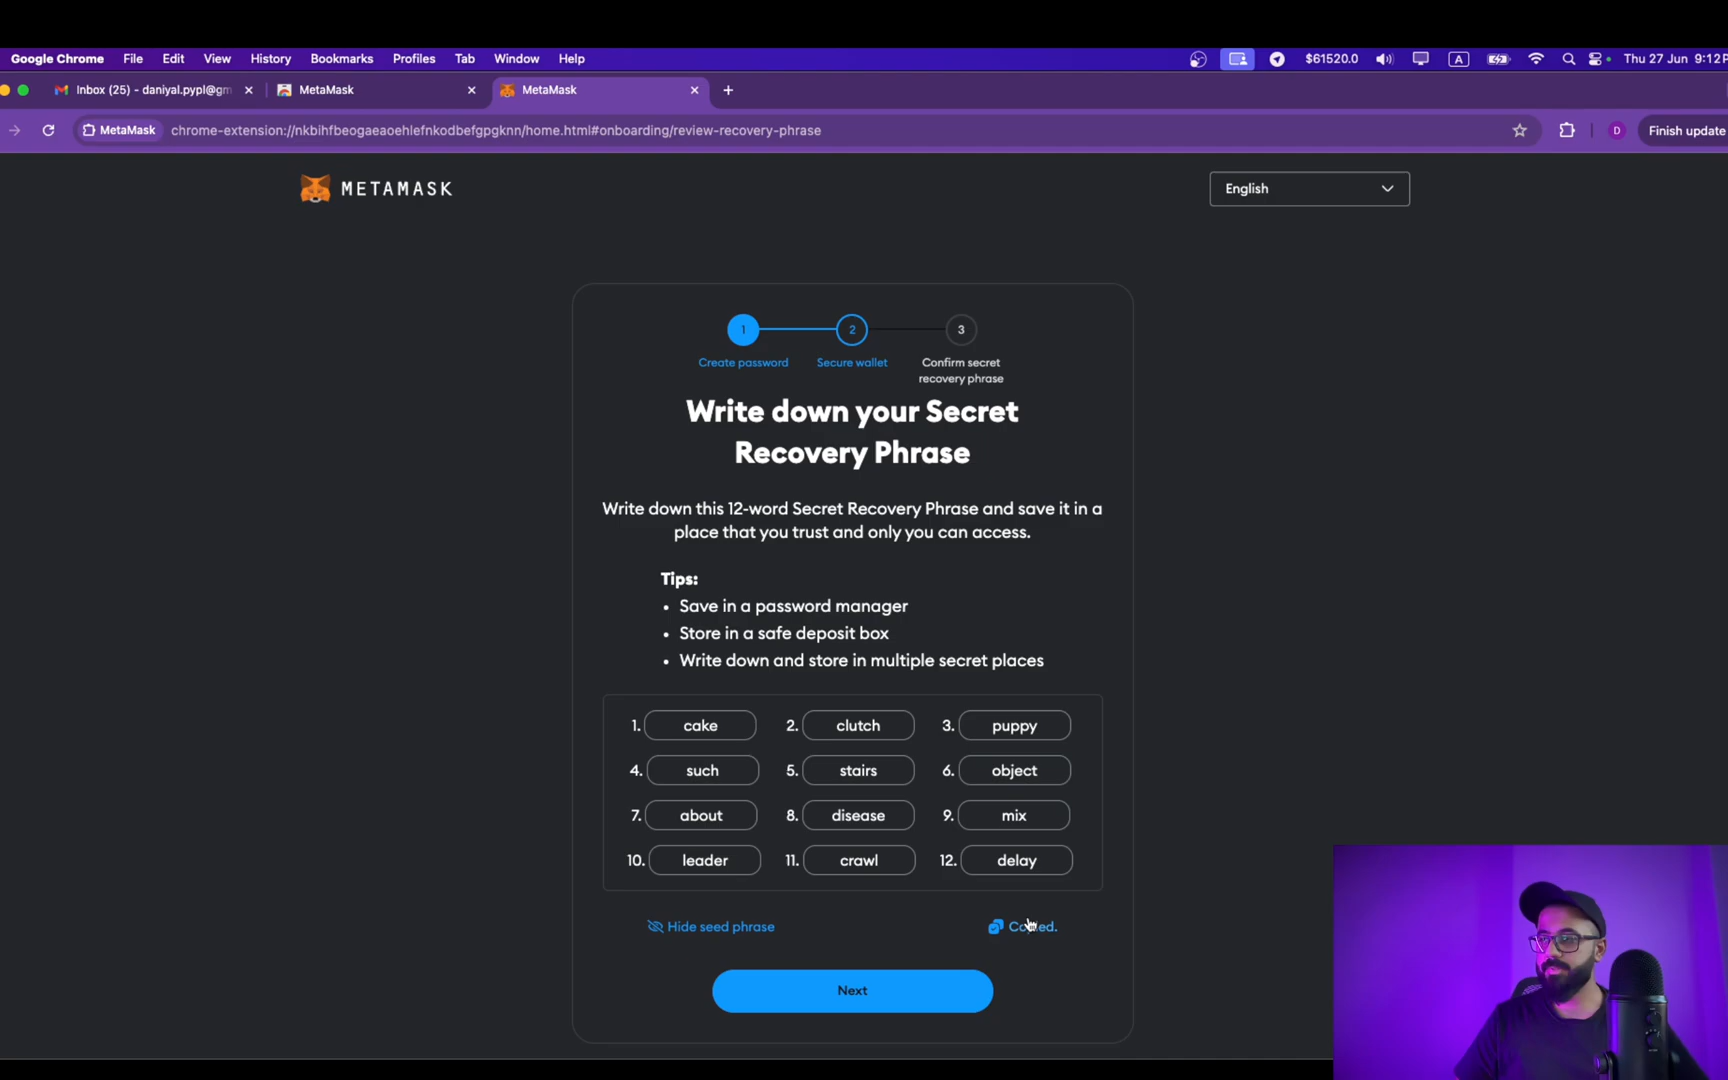 Google Chrome File Edit View History Bookmarks Profiles Tab Window Help $61520.0 A Thu 27 Jun 9:12P
Inbox (25) - daniyal.pypl@gm MetaMask MetaMask
MetaMask chrome-extension://nkbihfbeogaeaoehlefnkodbefgpgknn/home.html#onboarding/review-recovery-phrase D Finish update
METAMASK English
1 2 3
Create password Secure wallet Confirm secret
recovery phrase
Write down your Secret
Recovery Phrase
Write down this 12-word Secret Recovery Phrase and save it in a
place that you trust and only you can access.
Tips:
• Save in a password manager
• Store in a safe deposit box
• Write down and store in multiple secret places
1. cake 2. clutch 3. puppy
4. such 5. stairs 6. object
7. about 8. disease 9. mix
10. leader 11. crawl 12. delay
Hide seed phrase
Next